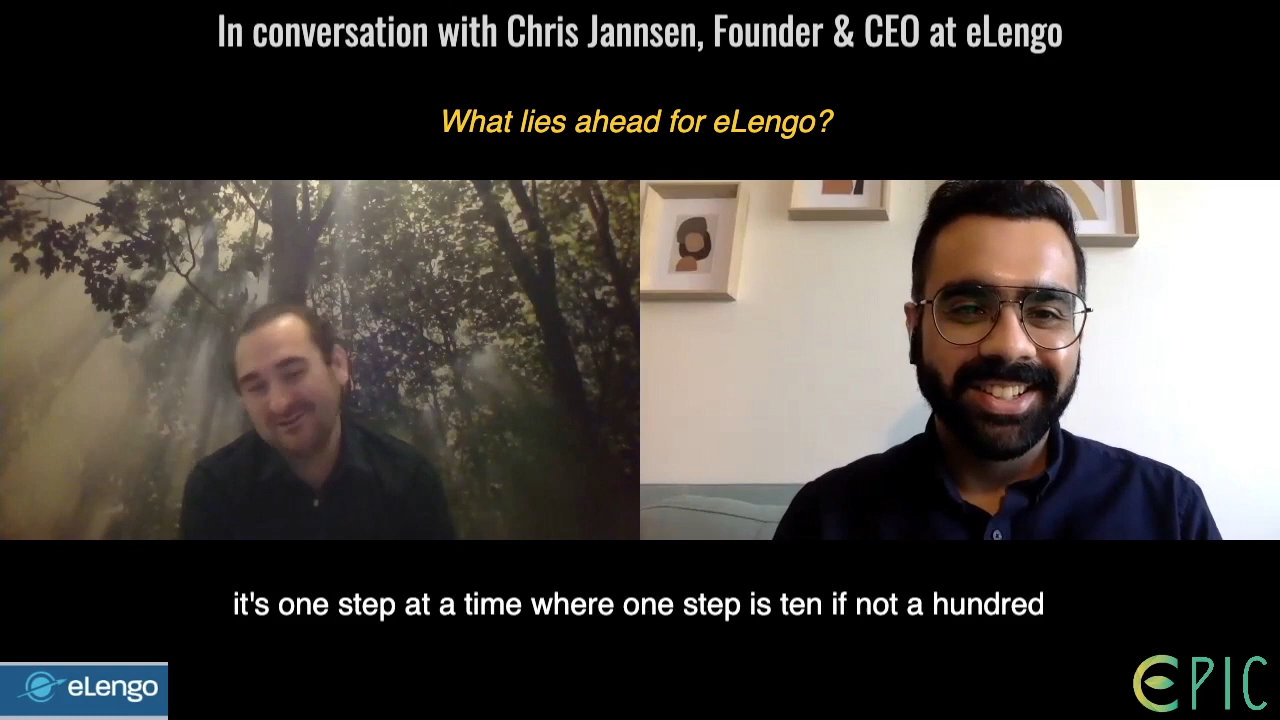 In conversation with Chris Jannsen, Founder & CEO at eLengo
What lies ahead for eLengo?
it's one step at a time where one step is ten if not a hundred
eLengo
EPIC